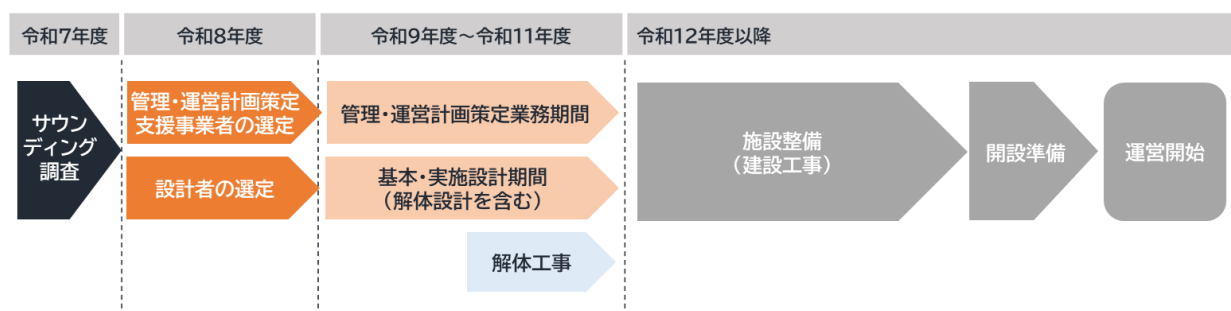 令和7年度
令和8年度
令和9年度～令和11年度
令和12年度以降
サウン
ディング
調査
管理・運営計画策定
支援事業者の選定
管理・運営計画策定業務期間
設計者の選定
基本・実施設計期間
（解体設計を含む）
解体工事
施設整備
（建設工事）
開設準備
運営開始